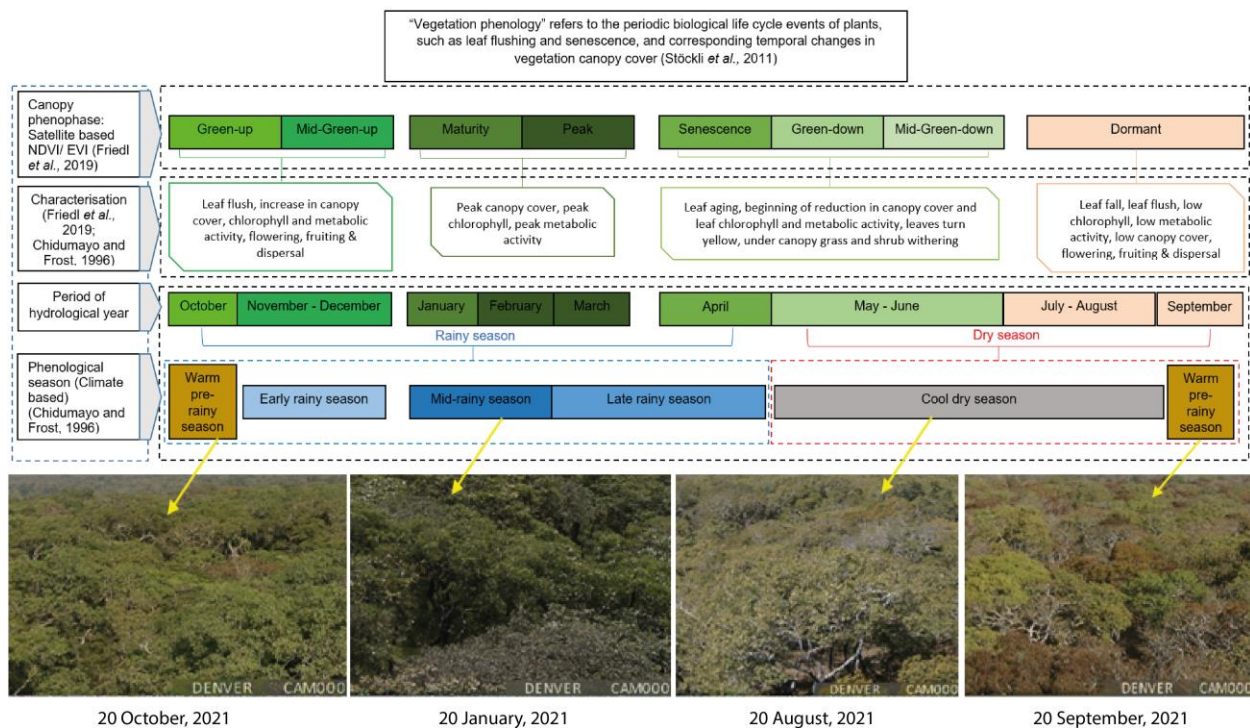 “Vegetation phenology” refers to the periodic biological life cycle events of plants,
such as leaf flushing and senescence, and corresponding temporal changes in
vegetation canopy cover (Stöckli et al., 2011)
Canopy
phenophase:
Satellite based
NDVI/ EVI (Friedl
et al., 2019)
Green-up
Mid-Green-up
Maturity
Peak
Senescence
Green-down
Mid-Green-down
Dormant
Characterisation
(Friedl et al.,
2019;
Chidumayo and
Frost, 1996)
Leaf flush, increase in canopy
cover, chlorophyll and metabolic
activity, flowering, fruiting &
dispersal
Peak canopy cover, peak
chlorophyll, peak metabolic
activity
Leaf aging, beginning of reduction in canopy cover and
leaf chlorophyll and metabolic activity, leaves turn
yellow, under canopy grass and shrub withering
Leaf fall, leaf flush, low
chlorophyll, low metabolic
activity, low canopy cover,
flowering, fruiting & dispersal
Period of
hydrological year
October
November - December
January
February
March
April
May - June
July - August
September
Rainy season
Dry season
Phenological
season (Climate
based)
(Chidumayo and
Frost, 1996)
Warm
pre-
rainy
season
Early rainy season
Mid-rainy season
Late rainy season
Cool dry season
Warm
pre-
rainy
season
DENVER CAM000
DENVER CAM000
DENVER CAM000
DENVER CAM000
20 October, 2021
20 January, 2021
20 August, 2021
20 September, 2021